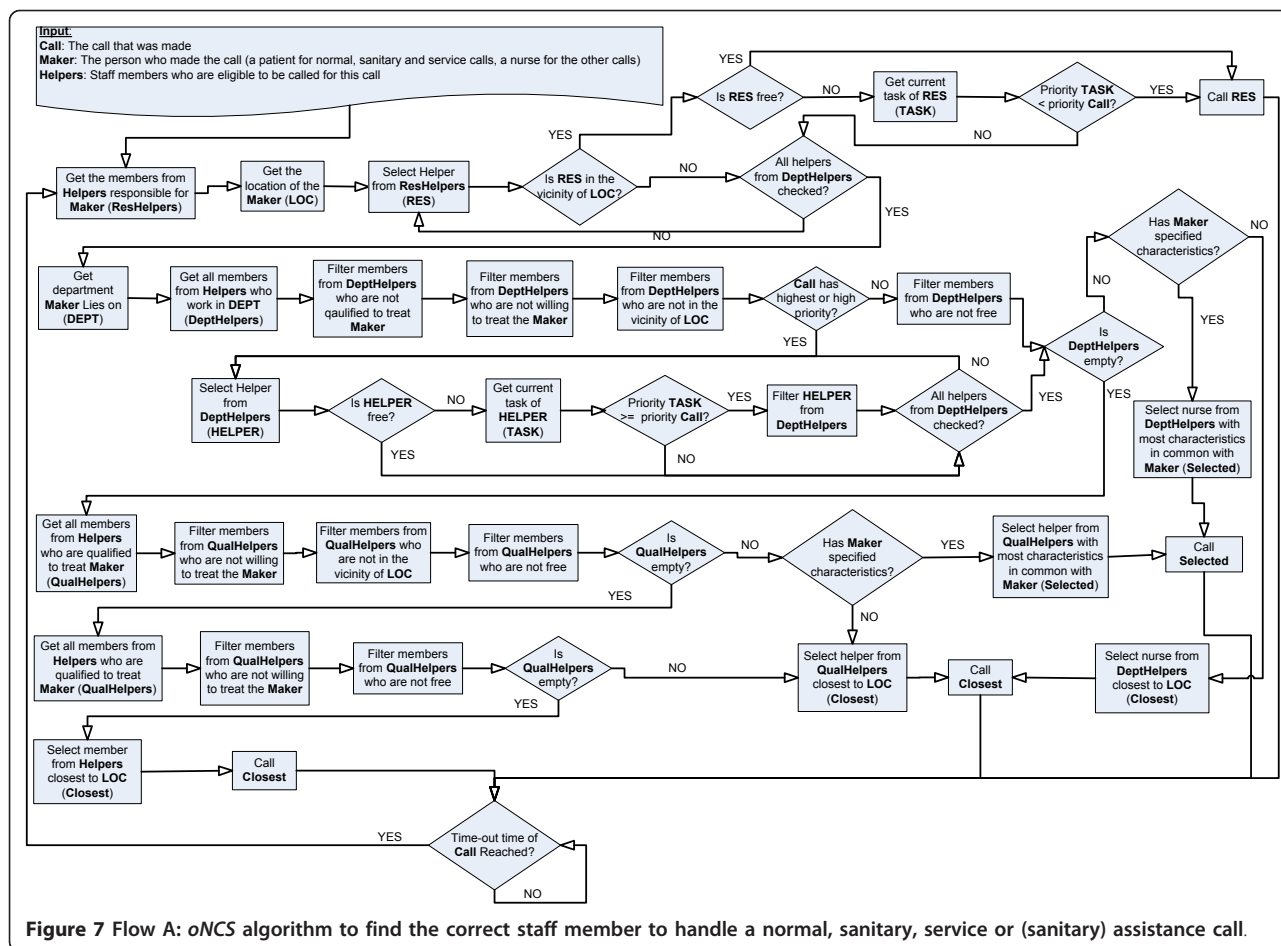 Input:
Call: The call that was made
Maker: The person who made the call (a patient for normal, sanitary and service calls, a nurse for the other calls)
Helpers: Staff members who are eligible to be called for this call
YES
Is RES free?
NO
Get current
task of RES
(TASK)
Priority TASK
< priority Call?
YES
Call RES
NO
YES
Get the members from
Helpers responsible for
Maker (ResHelpers)
Get the
location of the
Maker (LOC)
Select Helper
from ResHelpers
(RES)
Is RES in the
vicinity of LOC?
NO
All helpers
from DeptHelpers
checked?
YES
NO
Has Maker
specified
characteristics?
NO
YES
Get
department
Maker Lies on
(DEPT)
Get all members
from Helpers who
work in DEPT
(DeptHelpers)
Filter members
from DeptHelpers
who are not
qaulified to treat
Maker
Filter members
from DeptHelpers
who are not willing
to treat the Maker
Filter members
from DeptHelpers
who are not in the
vicinity of LOC
Call has
highest or high
priority?
NO
Filter members
from DeptHelpers
who are not free
YES
Is
DeptHelpers
empty?
NO
YES
Select Helper
from
DeptHelpers
(HELPER)
Is HELPER
free?
NO
Get current
task of
HELPER
(TASK)
Priority TASK
>= priority Call?
YES
Filter HELPER
from
DeptHelpers
All helpers
from DeptHelpers
checked?
NO
YES
YES
NO
Select nurse from
DeptHelpers with
most characteristics
in common with
Maker (Selected)
Get all members
from Helpers
who are qualified
to treat Maker
(QualHelpers)
Filter members
from QualHelpers
who are not willing
to treat the Maker
Filter members from
QualHelpers who
are not in the
vicinity of LOC
Filter members
from QualHelpers
who are not free
Is
QualHelpers
empty?
NO
Has Maker
specified
characteristics?
YES
Select helper from
QualHelpers with
most characteristics
in common with
Maker (Selected)
Call
Selected
YES
NO
Get all members from
Helpers who are
qualified to treat
Maker (QualHelpers)
Filter members
from QualHelpers
who are not willing
to treat the Maker
Filter members
from QualHelpers
who are not free
Is
QualHelpers
empty?
NO
Select helper from
QualHelpers
closest to LOC
(Closest)
Call
Closest
Select nurse from
DeptHelpers
closest to LOC
(Closest)
YES
Select member
from Helpers
closest to LOC
(Closest)
Call
Closest
Time-out time of
Call Reached?
YES
NO
Figure 7 Flow A: oNCS algorithm to find the correct staff member to handle a normal, sanitary, service or (sanitary) assistance call.